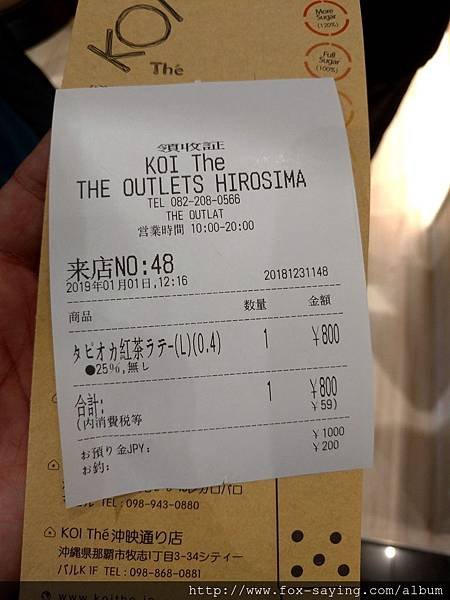 KOI
Thé
More
Sugar
(120%)
Full
Sugar
(100%)
領收証
KOI The
THE OUTLETS HIROSIMA
TEL 082-208-0566
THE OUTLAT
営業時間 10:00-20:00
来店NO:48
2019年01月01日,12:16 20181231148
商品 数量 金額
タピオカ紅茶ラテー(L)(0.4) 1 ¥800
●25%,無し
合計: 1 ¥800
(内消費税等 ¥59)
お預り金JPY: ¥1000
お釣: ¥200
TEL : 098-943-0880
KOI Thé沖映通り店
沖縄県那覇市牧志1丁目3-34シティー
パルK 1F TEL : 098-868-0881
http://www.fox-saying.com/album